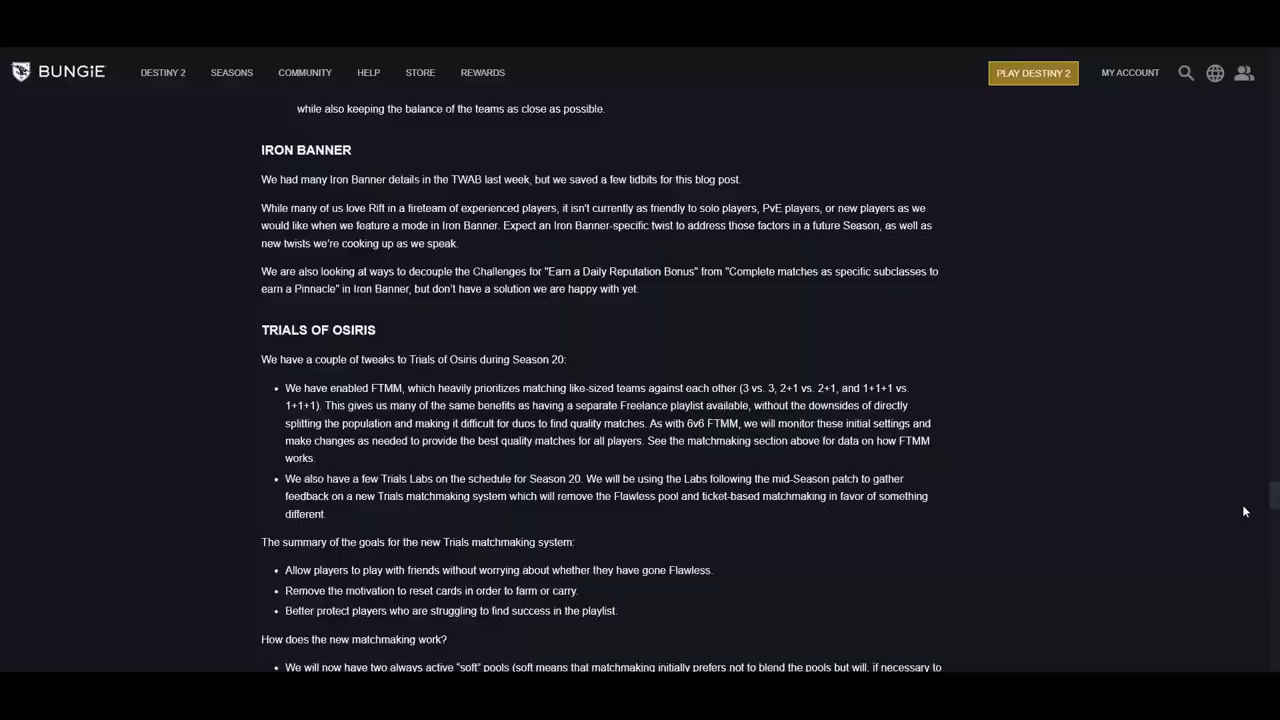 BUNGiE DESTINY 2 SEASONS COMMUNITY HELP STORE REWARDS PLAY DESTINY 2 MY ACCOUNT
while also keeping the balance of the teams as close as possible.
IRON BANNER
We had many Iron Banner details in the TWAB last week, but we saved a few tidbits for this blog post.
While many of us love Rift in a fireteam of experienced players, it isn't currently as friendly to solo players, PvE players, or new players as we
would like when we feature a mode in Iron Banner. Expect an Iron Banner-specific twist to address those factors in a future Season, as well as
new twists we're cooking up as we speak.
We are also looking at ways to decouple the Challenges for "Earn a Daily Reputation Bonus" from "Complete matches as specific subclasses to
earn a Pinnacle" in Iron Banner, but don't have a solution we are happy with yet.
TRIALS OF OSIRIS
We have a couple of tweaks to Trials of Osiris during Season 20:
• We have enabled FTMM, which heavily prioritizes matching like-sized teams against each other (3 vs. 3, 2+1 vs. 2+1, and 1+1+1 vs.
1+1+1). This gives us many of the same benefits as having a separate Freelance playlist available, without the downsides of directly
splitting the population and making it difficult for duos to find quality matches. As with 6v6 FTMM, we will monitor these initial settings and
make changes as needed to provide the best quality matches for all players. See the matchmaking section above for data on how FTMM
works.
• We also have a few Trials Labs on the schedule for Season 20. We will be using the Labs following the mid-Season patch to gather
feedback on a new Trials matchmaking system which will remove the Flawless pool and ticket-based matchmaking in favor of something
different.
The summary of the goals for the new Trials matchmaking system:
• Allow players to play with friends without worrying about whether they have gone Flawless.
• Remove the motivation to reset cards in order to farm or carry.
• Better protect players who are struggling to find success in the playlist.
How does the new matchmaking work?
• We will now have two always active “soft” pools (soft means that matchmaking initially prefers not to blend the pools but will, if necessary to